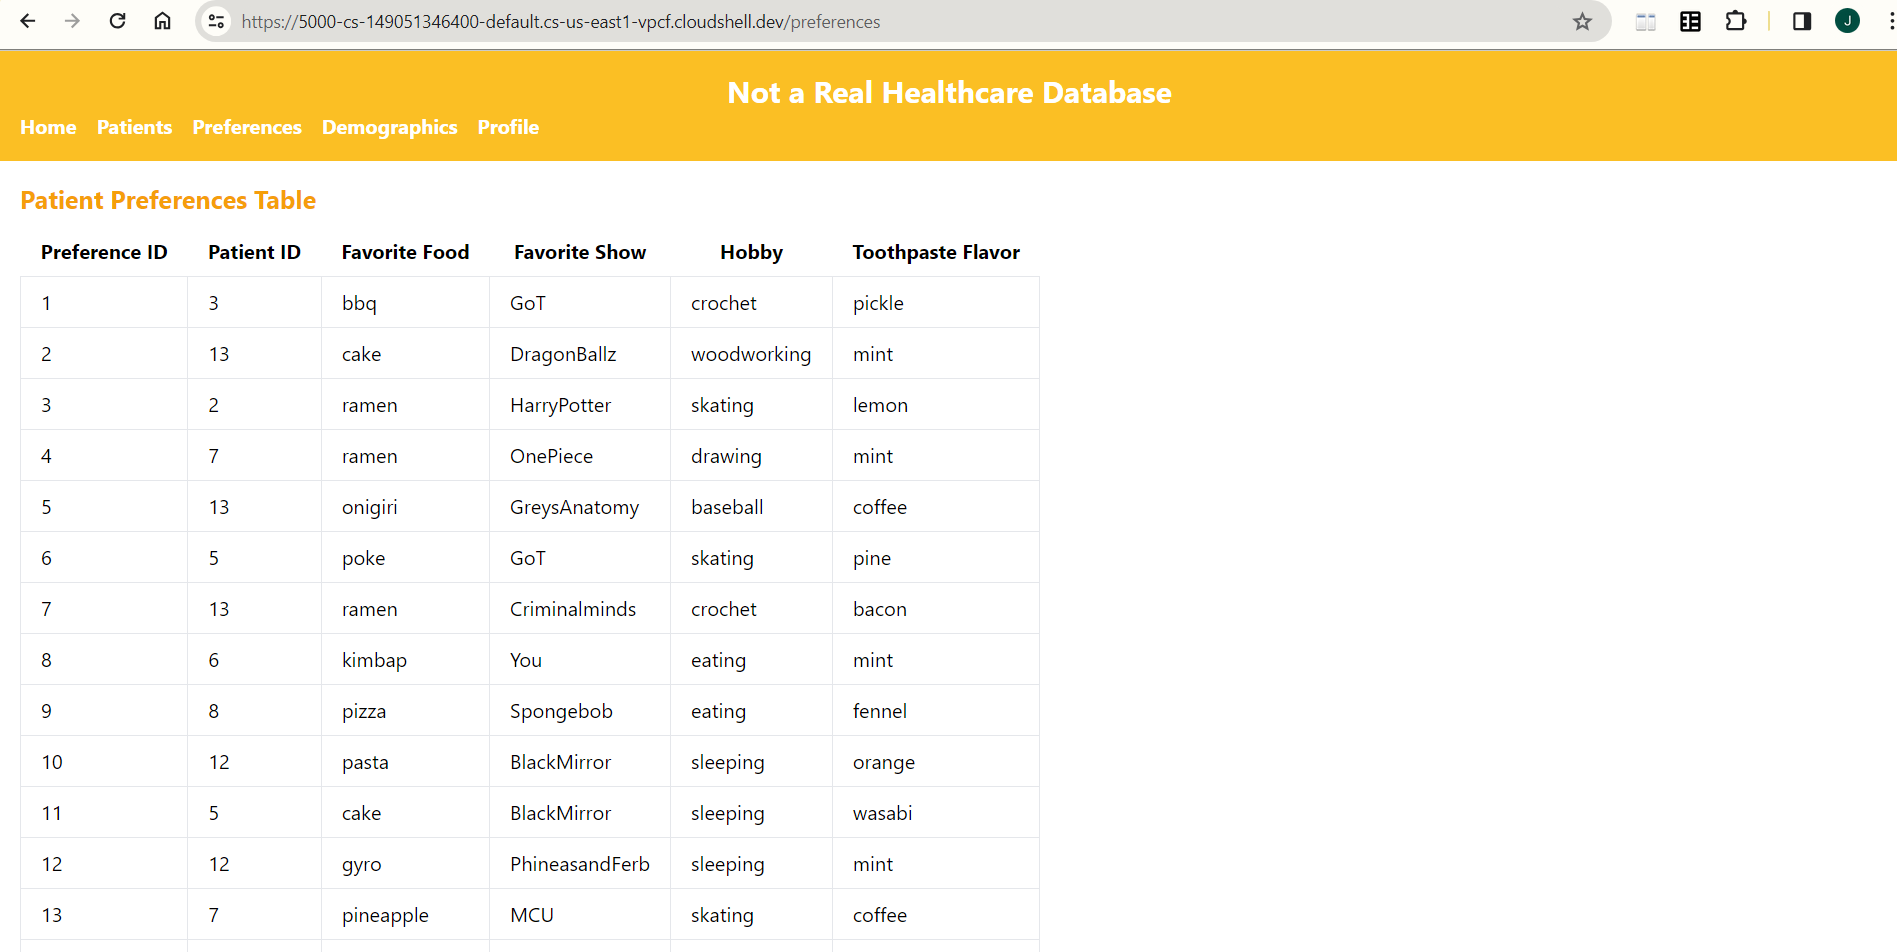 https://5000-cs-149051346400-default.cs-us-east1-vpcf.cloudshell.dev/preferences
J
Not a Real Healthcare Database
Home Patients Preferences Demographics Profile
Patient Preferences Table
Preference ID Patient ID Favorite Food Favorite Show Hobby Toothpaste Flavor
1 3 bbq GoT crochet pickle
2 13 cake DragonBallz woodworking mint
3 2 ramen HarryPotter skating lemon
4 7 ramen OnePiece drawing mint
5 13 onigiri GreysAnatomy baseball coffee
6 5 poke GoT skating pine
7 13 ramen Criminalminds crochet bacon
8 6 kimbap You eating mint
9 8 pizza Spongebob eating fennel
10 12 pasta BlackMirror sleeping orange
11 5 cake BlackMirror sleeping wasabi
12 12 gyro PhineasandFerb sleeping mint
13 7 pineapple MCU skating coffee